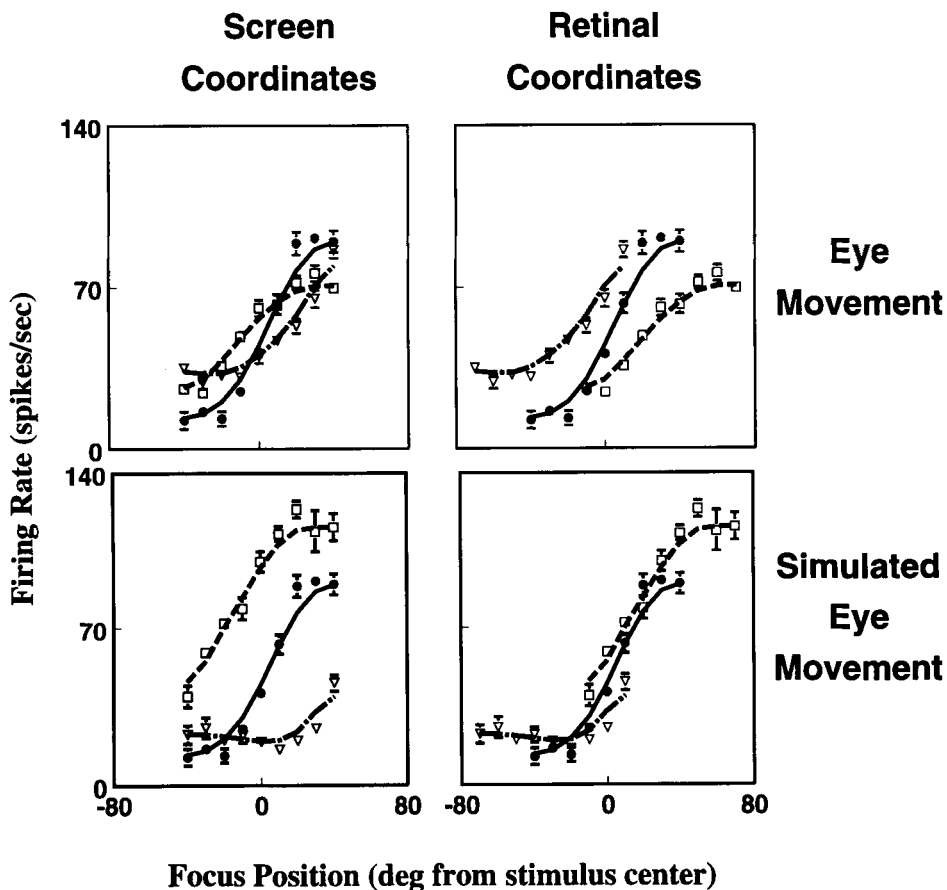 Screen
Coordinates
Retinal
Coordinates
140
70
0
Eye
Movement
Firing Rate (spikes/sec)
140
70
0
-80
0
80
-80
0
80
Simulated
Eye
Movement
Focus Position (deg from stimulus center)